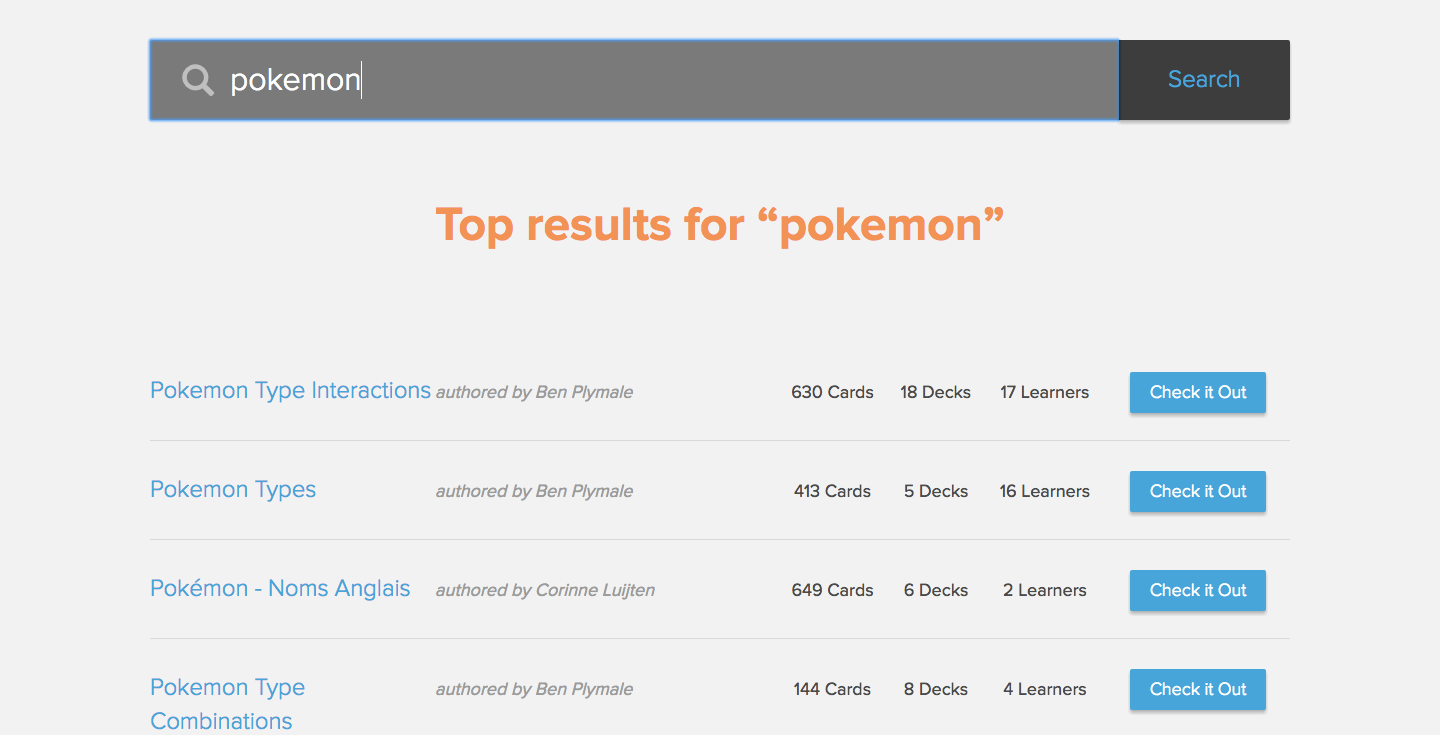 pokemon
Search
Top results for “pokemon”
Pokemon Type Interactions authored by Ben Plymale 630 Cards 18 Decks 17 Learners Check it Out
Pokemon Types authored by Ben Plymale 413 Cards 5 Decks 16 Learners Check it Out
Pokémon - Noms Anglais authored by Corinne Luijten 649 Cards 6 Decks 2 Learners Check it Out
Pokemon Type authored by Ben Plymale 144 Cards 8 Decks 4 Learners Check it Out
Combinations